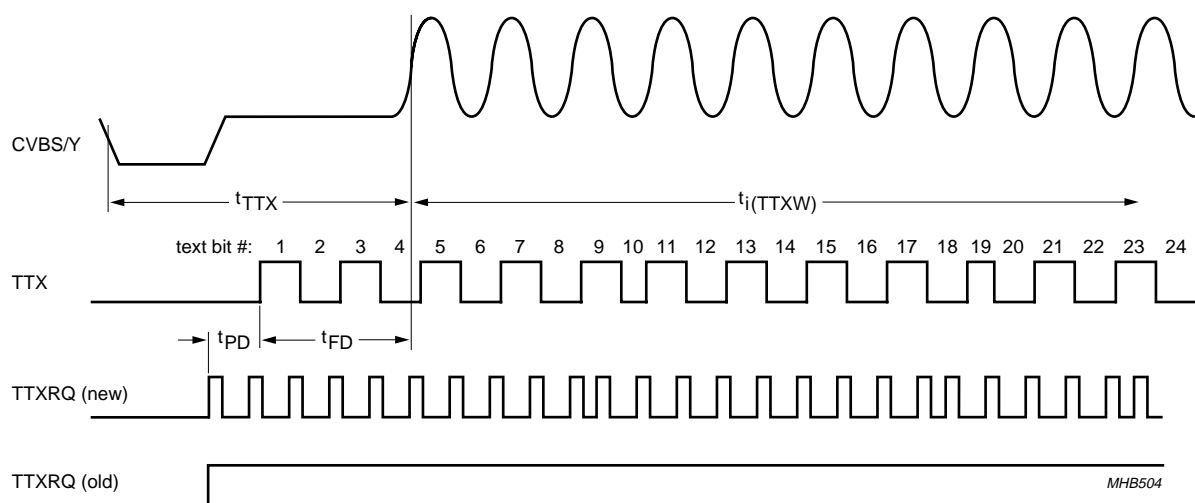 CVBS/Y
tTTX
ti(TTXW)
text bit #: 1 2 3 4 5 6 7 8 9 10 11 12 13 14 15 16 17 18 19 20 21 22 23 24
TTX
tPD
tFD
TTXRQ (new)
TTXRQ (old)
MHB504